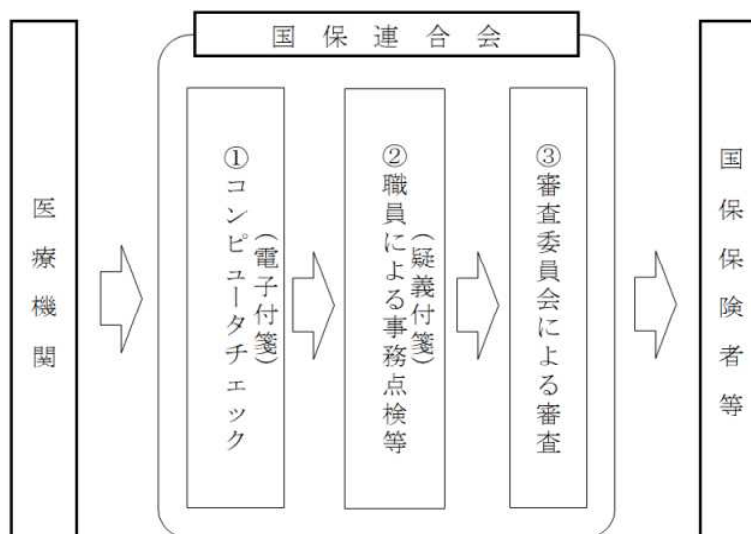 国保連合会
医療機関
①コンピュータチェック
(電子付箋)
②職員による事務点検等
(疑義付箋)
③審査委員会による審査
国保保険者等